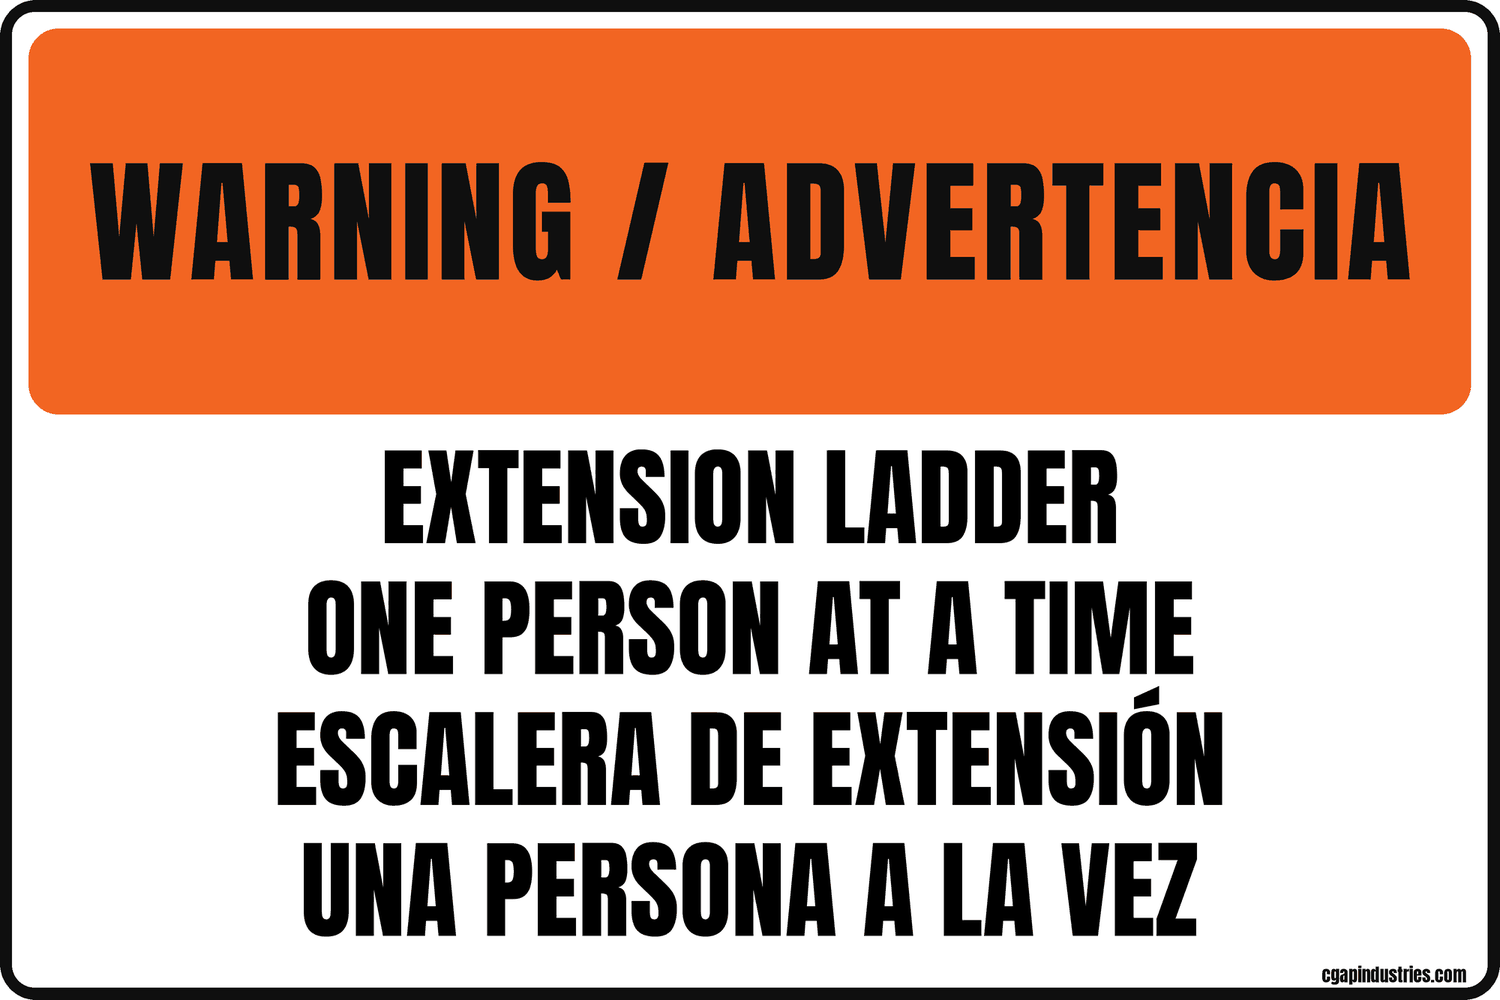 WARNING / ADVERTENCIA
EXTENSION LADDER
ONE PERSON AT A TIME
ESCALERA DE EXTENSIÓN
UNA PERSONA A LA VEZ
cgapindustries.com